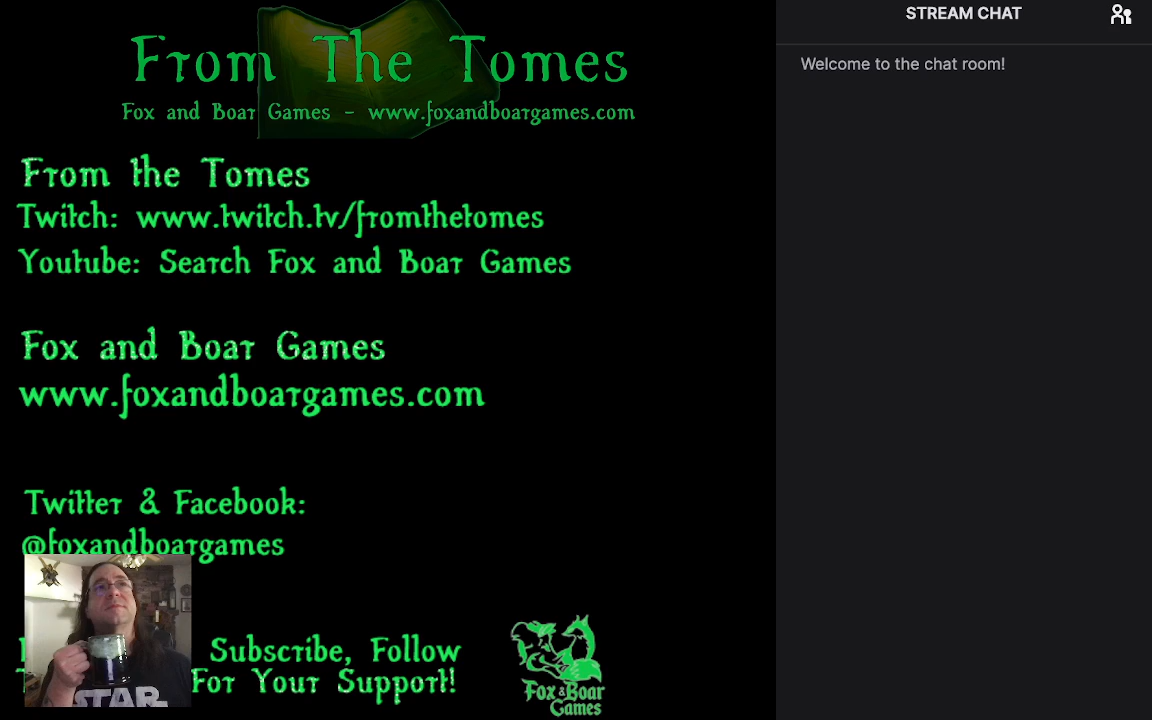 From The Tomes
Fox and Boar Games - www.foxandboargames.com
From the Tomes
Twitch: www.twitch.tv/fromthetomes
Youtube: Search Fox and Boar Games
Fox and Boar Games
www.foxandboargames.com
Twitter & Facebook:
@foxandboargames
Subscribe, Follow
For Your Support!
STAR
Fox & Boar
Games
STREAM CHAT
Welcome to the chat room!